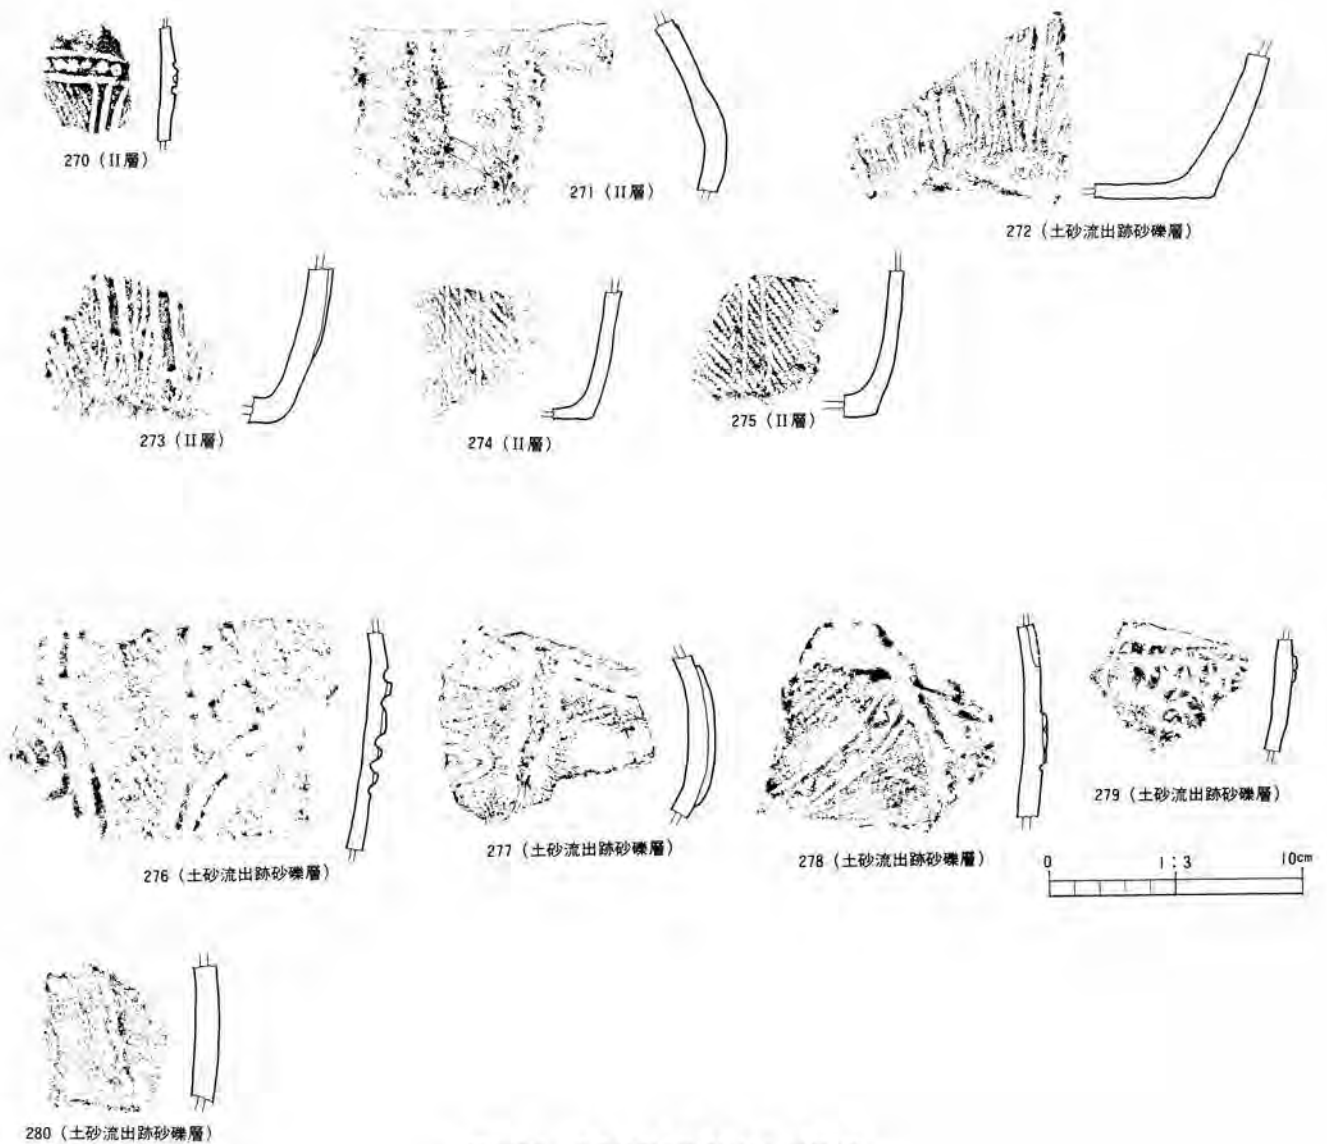 270（II層）
271（II層）
272（土砂流出跡砂礫層）
273（II層）
274（II層）
275（II層）
276（土砂流出跡砂礫層）
277（土砂流出跡砂礫層）
278（土砂流出跡砂礫層）
279（土砂流出跡砂礫層）
0 1:3 10cm
280（土砂流出跡砂礫層）